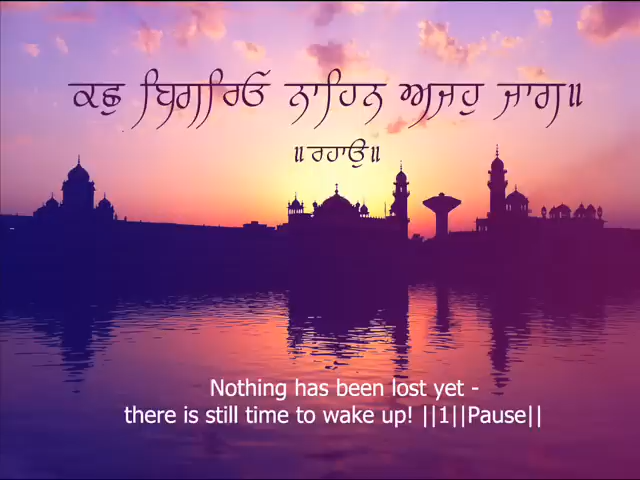 ਕਛੁ ਬਿਗਰਿਓ ਨਾਹਿਨ ਅਜਹੁ ਜਾਗ॥
॥ਰਹਾਉ॥
Nothing has been lost yet -
there is still time to wake up! ||1||Pause||